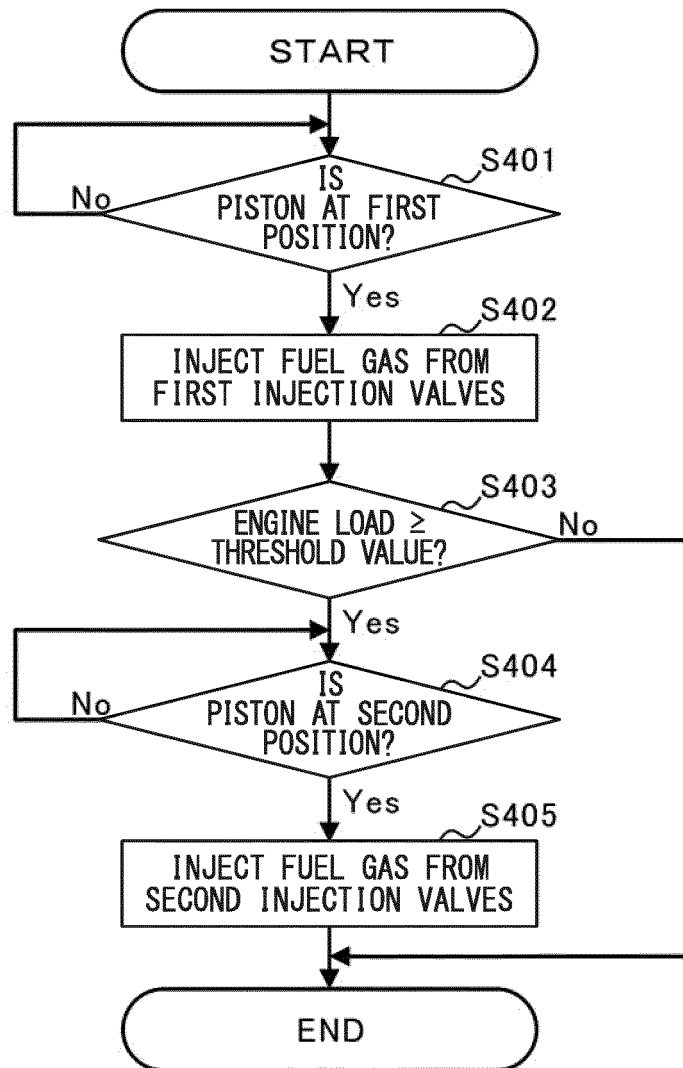 START
S401
IS
PISTON AT FIRST
POSITION?
No
Yes
S402
INJECT FUEL GAS FROM
FIRST INJECTION VALVES
S403
ENGINE LOAD ≥
THRESHOLD VALUE?
No
Yes
S404
IS
PISTON AT SECOND
POSITION?
No
Yes
S405
INJECT FUEL GAS FROM
SECOND INJECTION VALVES
END